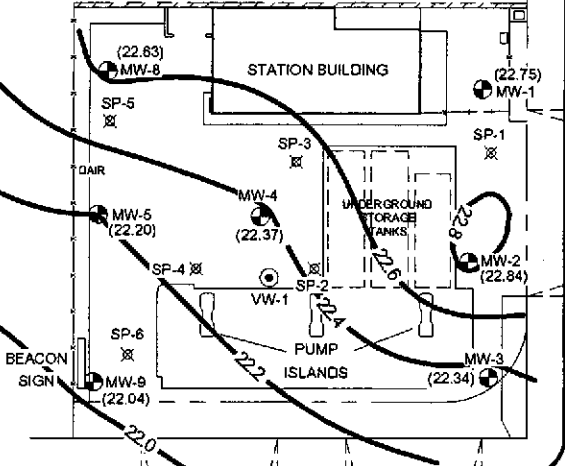 (22.63)
MW-8
STATION BUILDING
(22.75)
MW-1
SP-5
SP-3
SP-1
AIR
MW-4
(22.37)
UNDERGROUND
STORAGE
TANKS
22.8
MW-5
(22.20)
SP-4
VW-1
SP-2
22.6
MW-2
(22.84)
22.4
SP-6
PUMP
ISLANDS
22.2
MW-3
(22.34)
BEACON
SIGN
MW-9
(22.04)
22.0